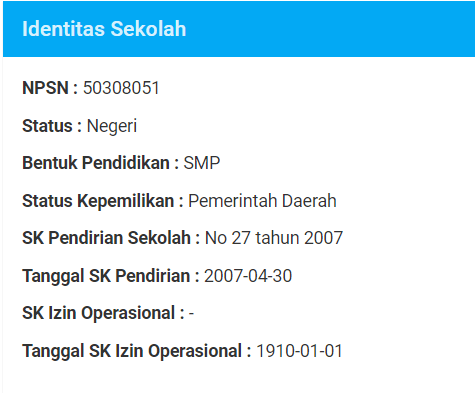 Identitas Sekolah
NPSN : 50308051
Status : Negeri
Bentuk Pendidikan : SMP
Status Kepemilikan : Pemerintah Daerah
SK Pendirian Sekolah : No 27 tahun 2007
Tanggal SK Pendirian : 2007-04-30
SK Izin Operasional : -
Tanggal SK Izin Operasional : 1910-01-01